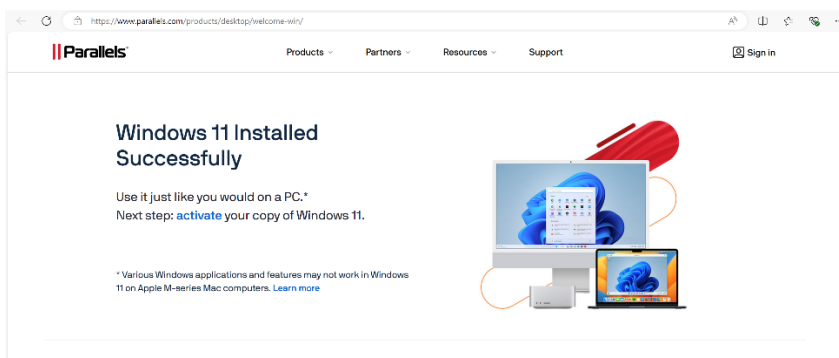 https://www.parallels.com/products/desktop/welcome-win/
Parallels
Products
Partners
Resources
Support
Sign in
Windows 11 Installed
Successfully
Use it just like you would on a PC.*
Next step: activate your copy of Windows 11.
* Various Windows applications and features may not work in Windows
11 on Apple M-series Mac computers. Learn more